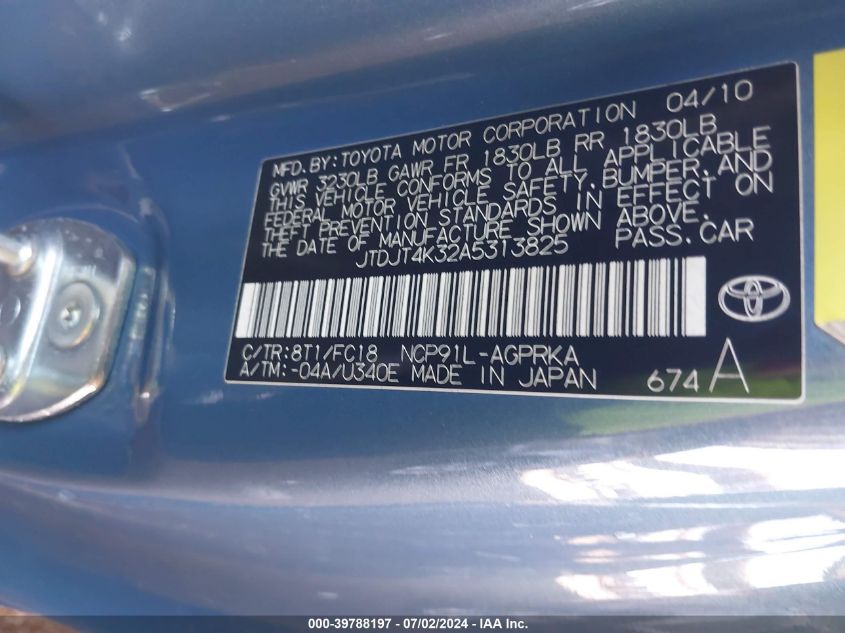 MFD.BY:TOYOTA MOTOR CORPORATION 04/10
GVWR 3230LB GAWR FR 1830LB RR 1830LB
THIS VEHICLE CONFORMS TO ALL APPLICABLE
FEDERAL MOTOR VEHICLE SAFETY,BUMPER,AND
THEFT PREVENTION STANDARDS IN EFFECT ON
THE DATE OF MANUFACTURE SHOWN ABOVE.
JTDJT4K32A5313825 PASS.CAR
C/TR:8T1/FC18 NCP91L-AGPRKA
A/TM:-04A/U340E MADE IN JAPAN 674A
000-39788197 - 07/02/2024 - IAA Inc.